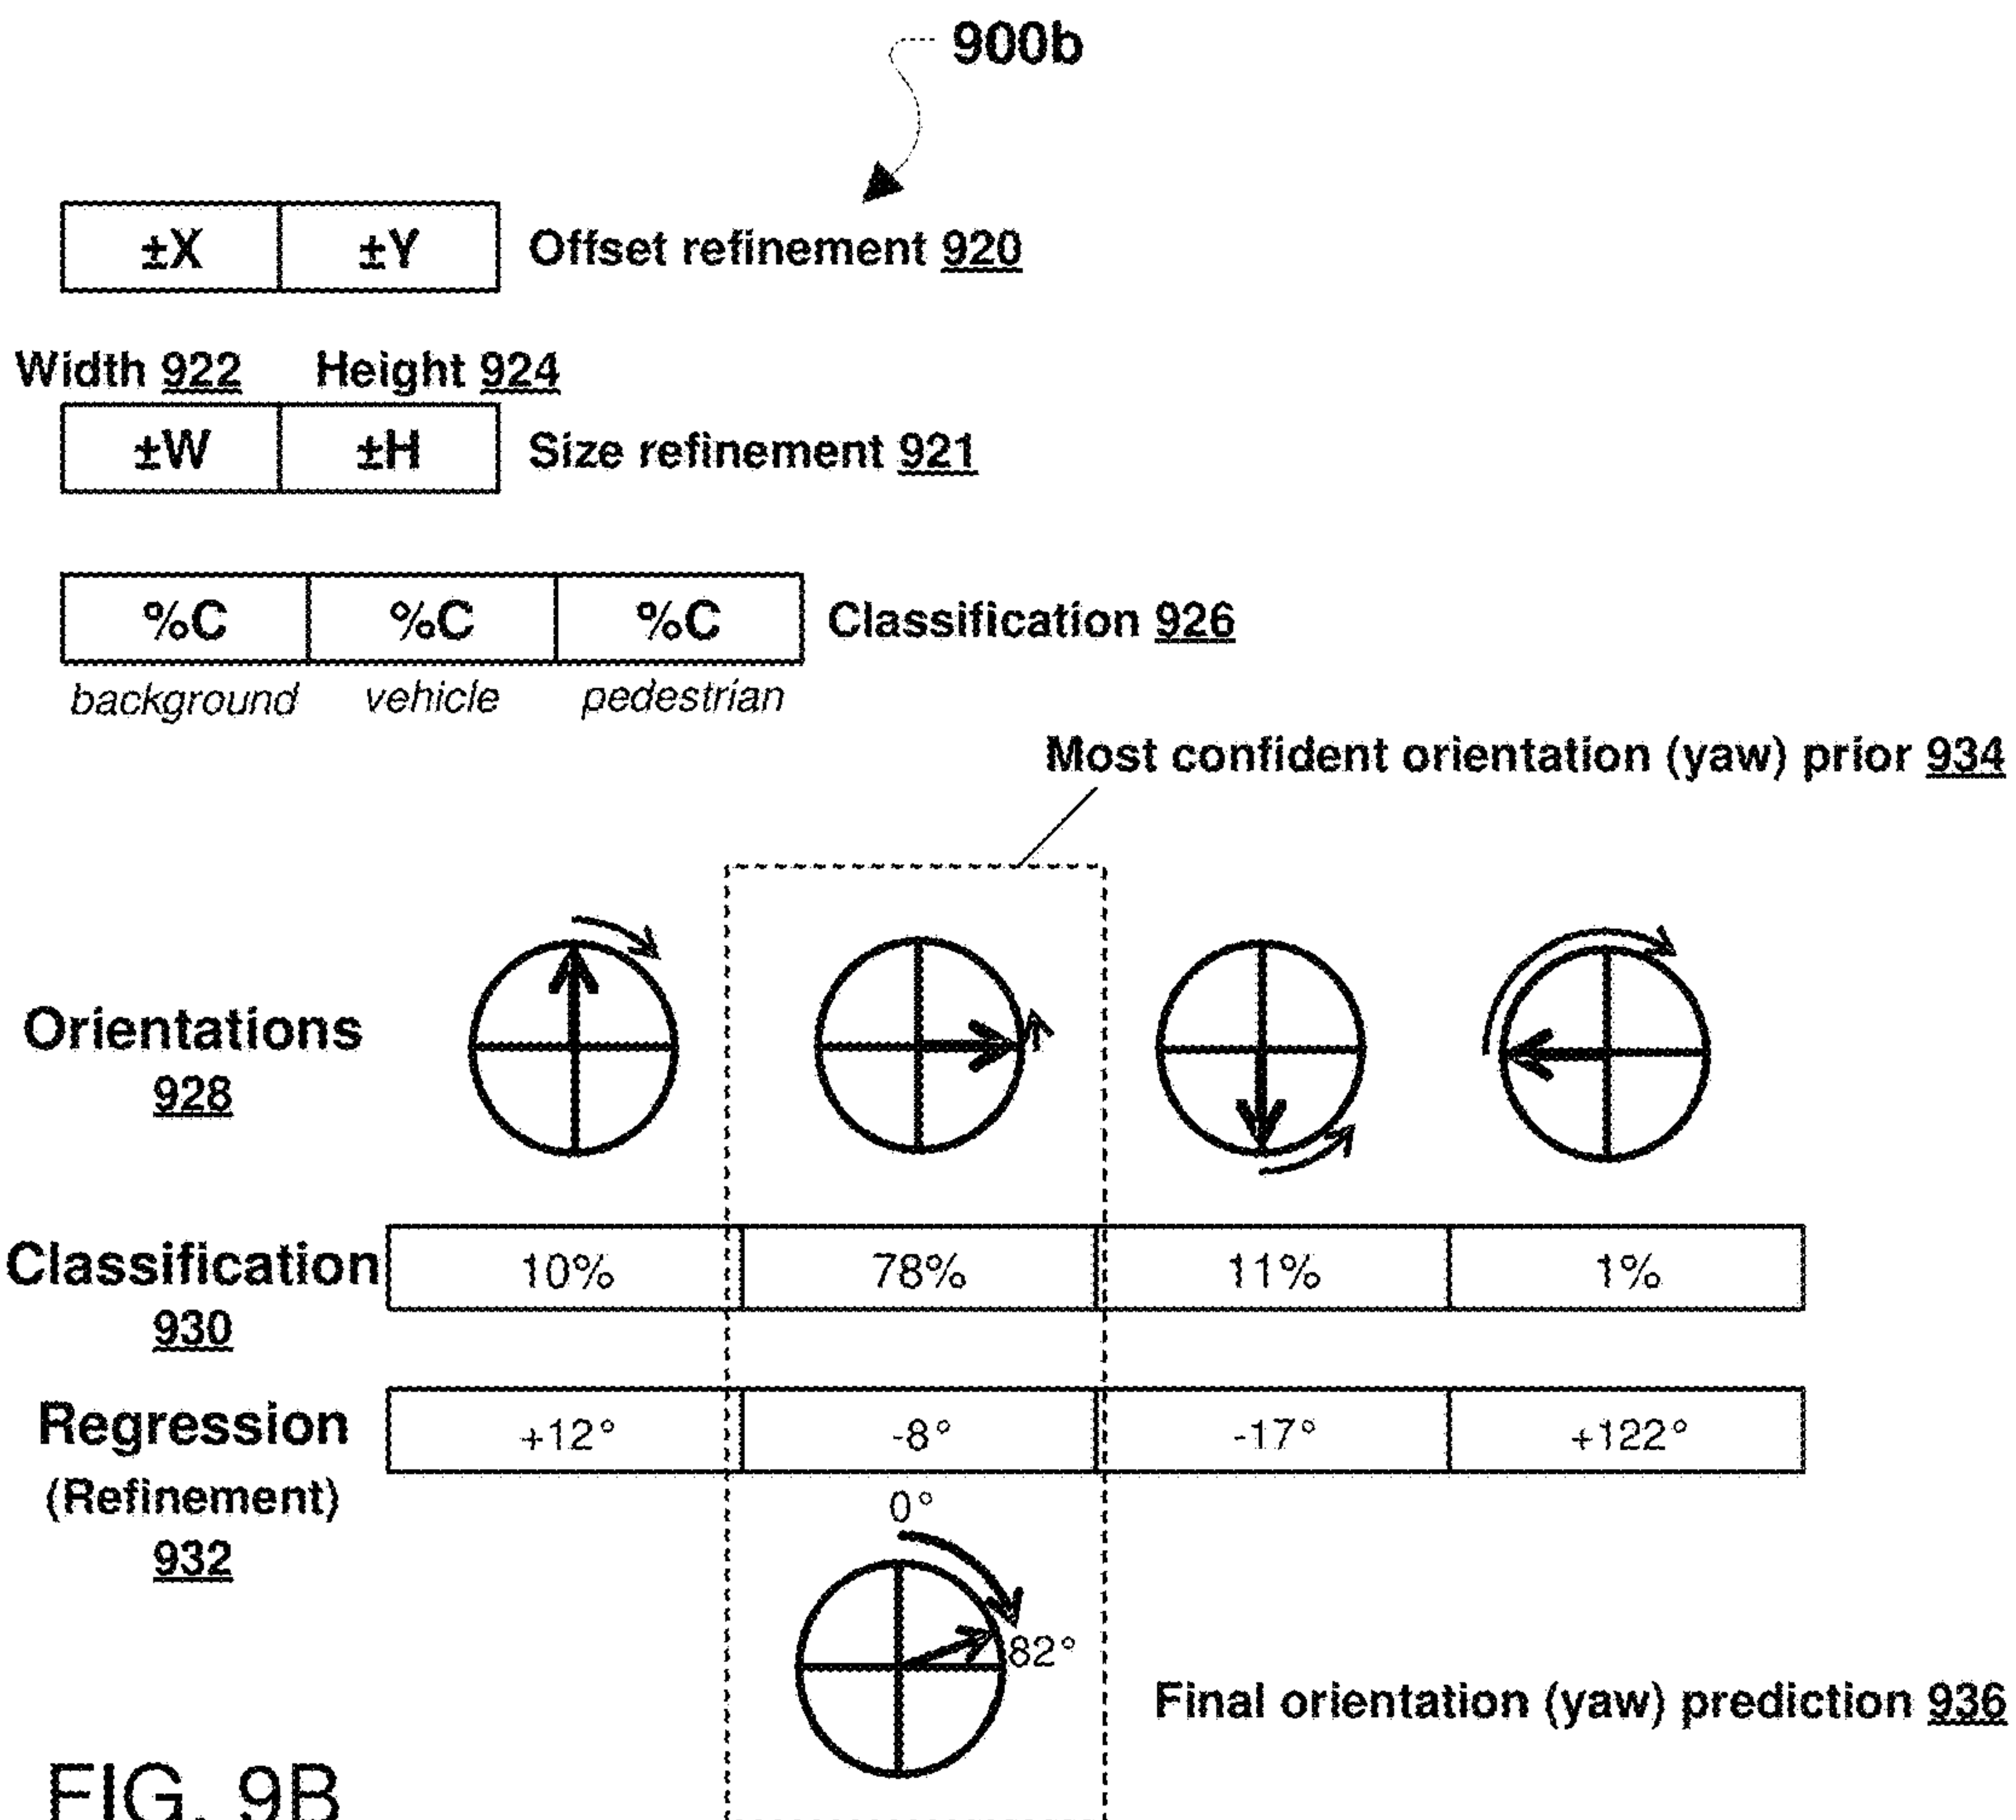 900b
±X ±Y Offset refinement 920
Width 922 Height 924
±W ±H Size refinement 921
%C %C %C Classification 926
background vehicle pedestrian
Most confident orientation (yaw) prior 934
Orientations
928
Classification 10% 78% 11% 1%
930
Regression +12° -8° -17° +122°
(Refinement)
932
0°
82°
Final orientation (yaw) prediction 936
FIG. 9B